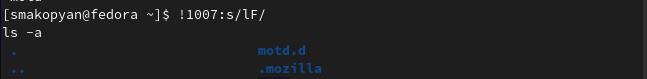 [smakopyan@fedora ~]$ !1007:s/lF/
ls -a
. motd.d
.. .mozilla